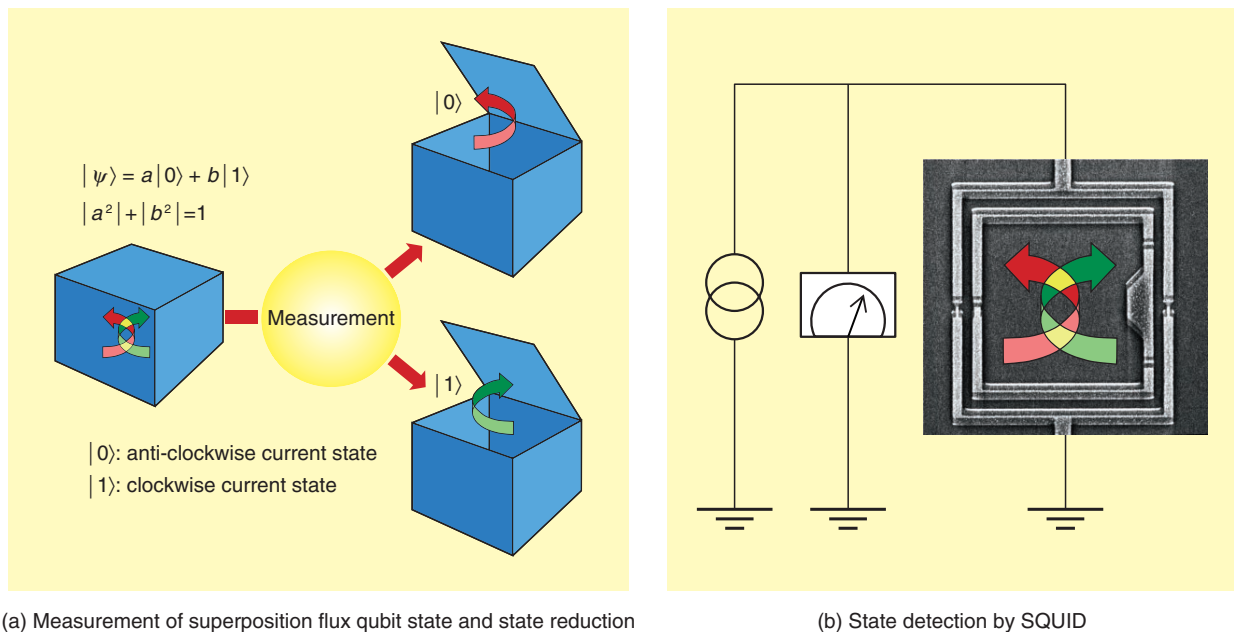 |ψ⟩ = a|0⟩ + b|1⟩
|a²|+|b²|=1
Measurement
|0⟩
|1⟩
|0⟩: anti-clockwise current state
|1⟩: clockwise current state
(a) Measurement of superposition flux qubit state and state reduction
(b) State detection by SQUID